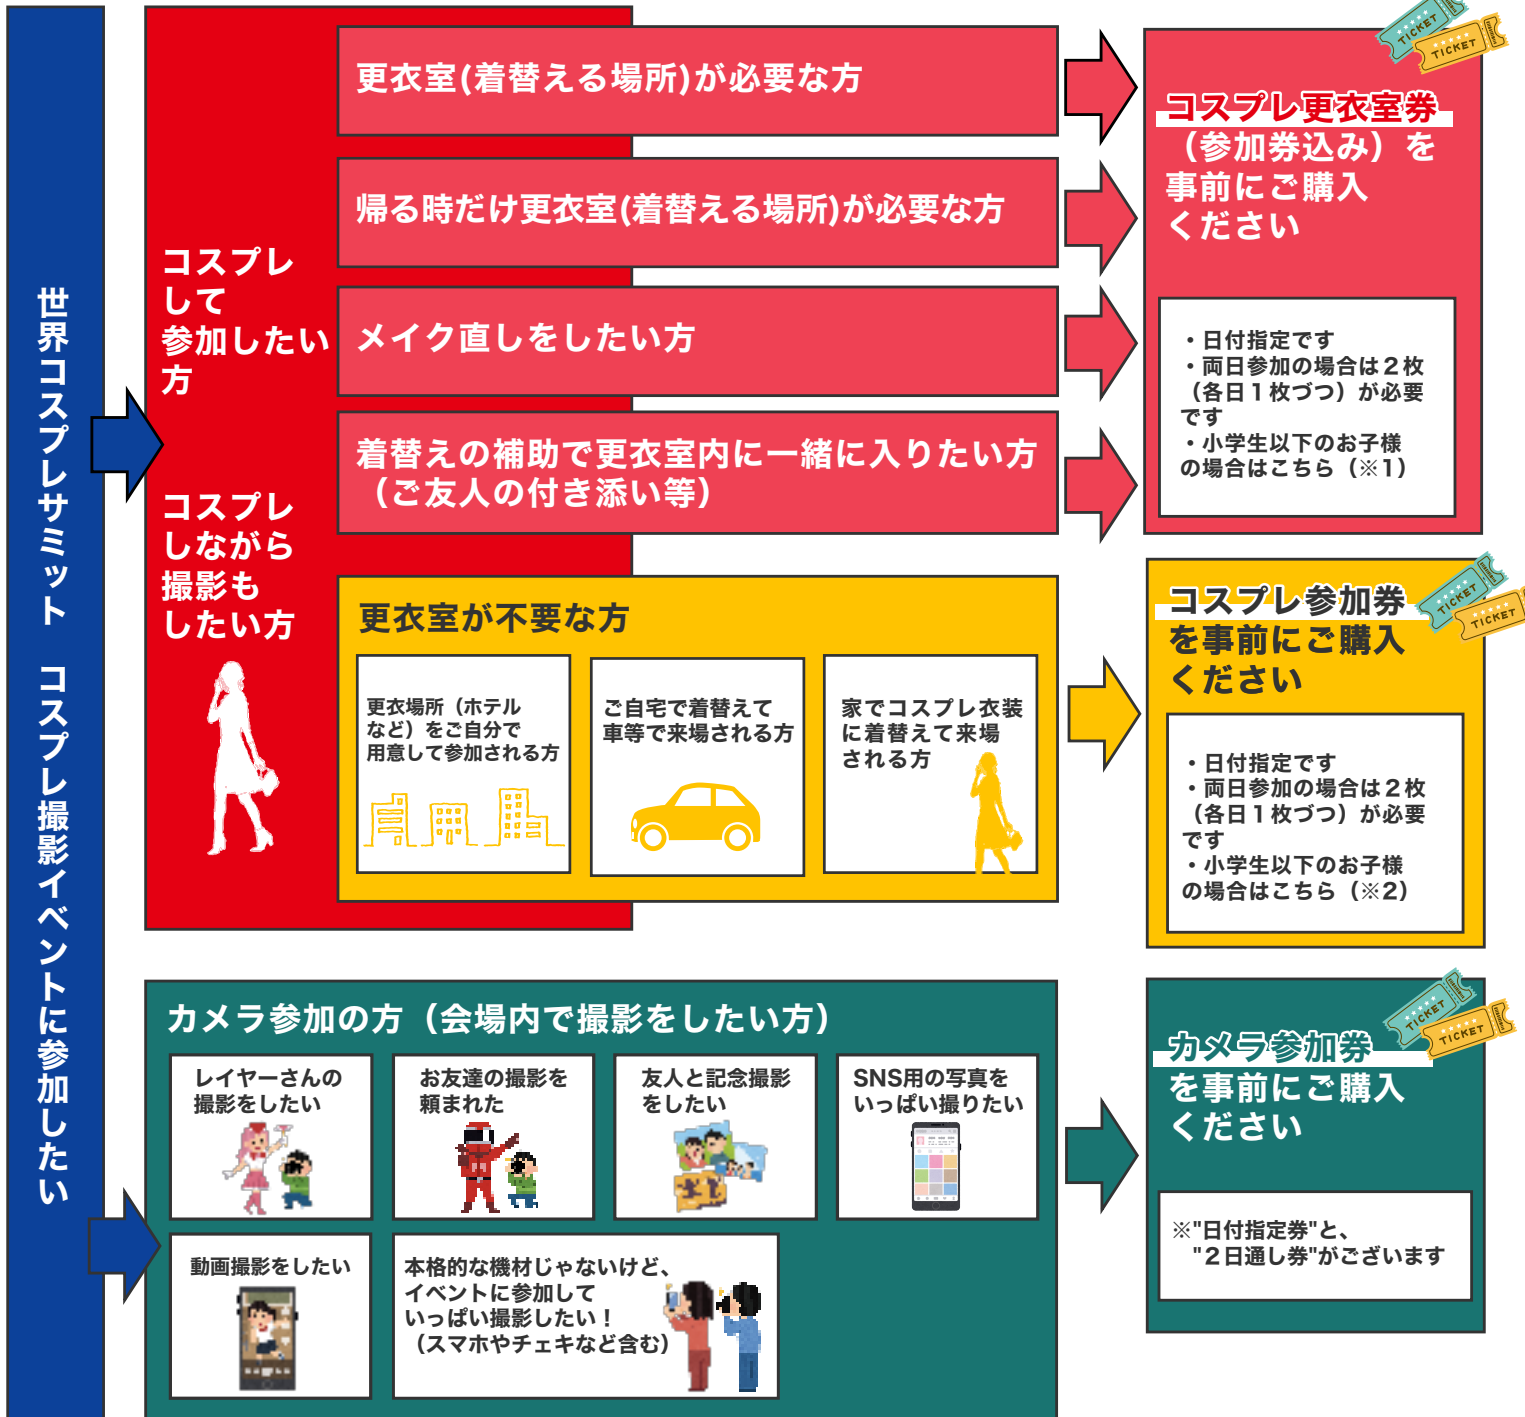 世界コスプレサミット　コスプレ撮影イベントに参加したい
コスプレ
して
参加したい
方
コスプレ
しながら
撮影も
したい方
更衣室(着替える場所)が必要な方
帰る時だけ更衣室(着替える場所)が必要な方
メイク直しをしたい方
着替えの補助で更衣室内に一緒に入りたい方
（ご友人の付き添い等）
TICKET
TICKET
コスプレ更衣室券
（参加券込み）を
事前にご購入
ください
・日付指定です
・両日参加の場合は２枚
（各日１枚づつ）が必要
です
・小学生以下のお子様
の場合はこちら（※1）
更衣室が不要な方
更衣場所（ホテル
など）をご自分で
用意して参加される方
ご自宅で着替えて
車等で来場される方
家でコスプレ衣装
に着替えて来場
される方
TICKET
TICKET
コスプレ参加券
を事前にご購入
ください
・日付指定です
・両日参加の場合は２枚
（各日１枚づつ）が必要
です
・小学生以下のお子様
の場合はこちら（※2）
カメラ参加の方（会場内で撮影をしたい方）
レイヤーさんの
撮影をしたい
お友達の撮影を
頼まれた
友人と記念撮影
をしたい
SNS用の写真を
いっぱい撮りたい
動画撮影をしたい
本格的な機材じゃないけど、
イベントに参加して
いっぱい撮影したい！
（スマホやチェキなど含む）
TICKET
TICKET
カメラ参加券
を事前にご購入
ください
※"日付指定券"と、
"２日通し券"がございます